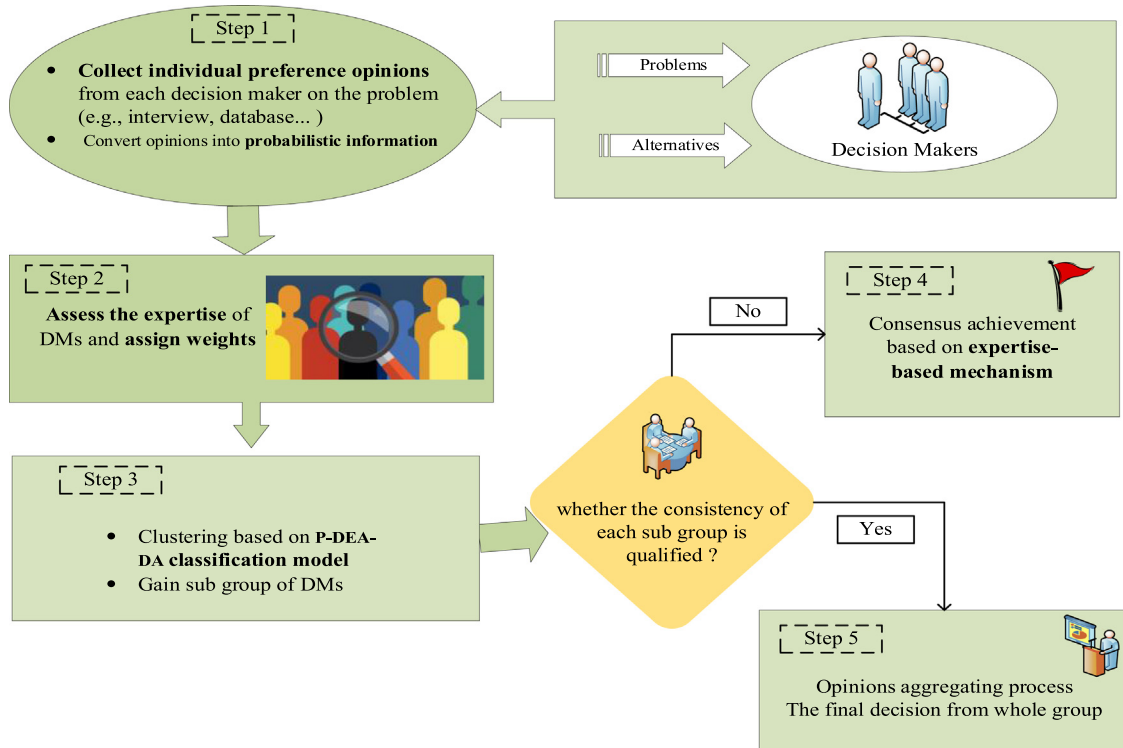 Step 1
• Collect individual preference opinions
from each decision maker on the problem
(e.g., interview, database... )
• Convert opinions into probabilistic information
Problems
Alternatives
Decision Makers
Step 2
Assess the expertise of
DMs and assign weights
Step 3
• Clustering based on P-DEA-
DA classification model
• Gain sub group of DMs
whether the consistency of
each sub group is
qualified ?
No
Step 4
Consensus achievement
based on expertise-
based mechanism
Yes
Step 5
Opinions aggregating process
The final decision from whole group